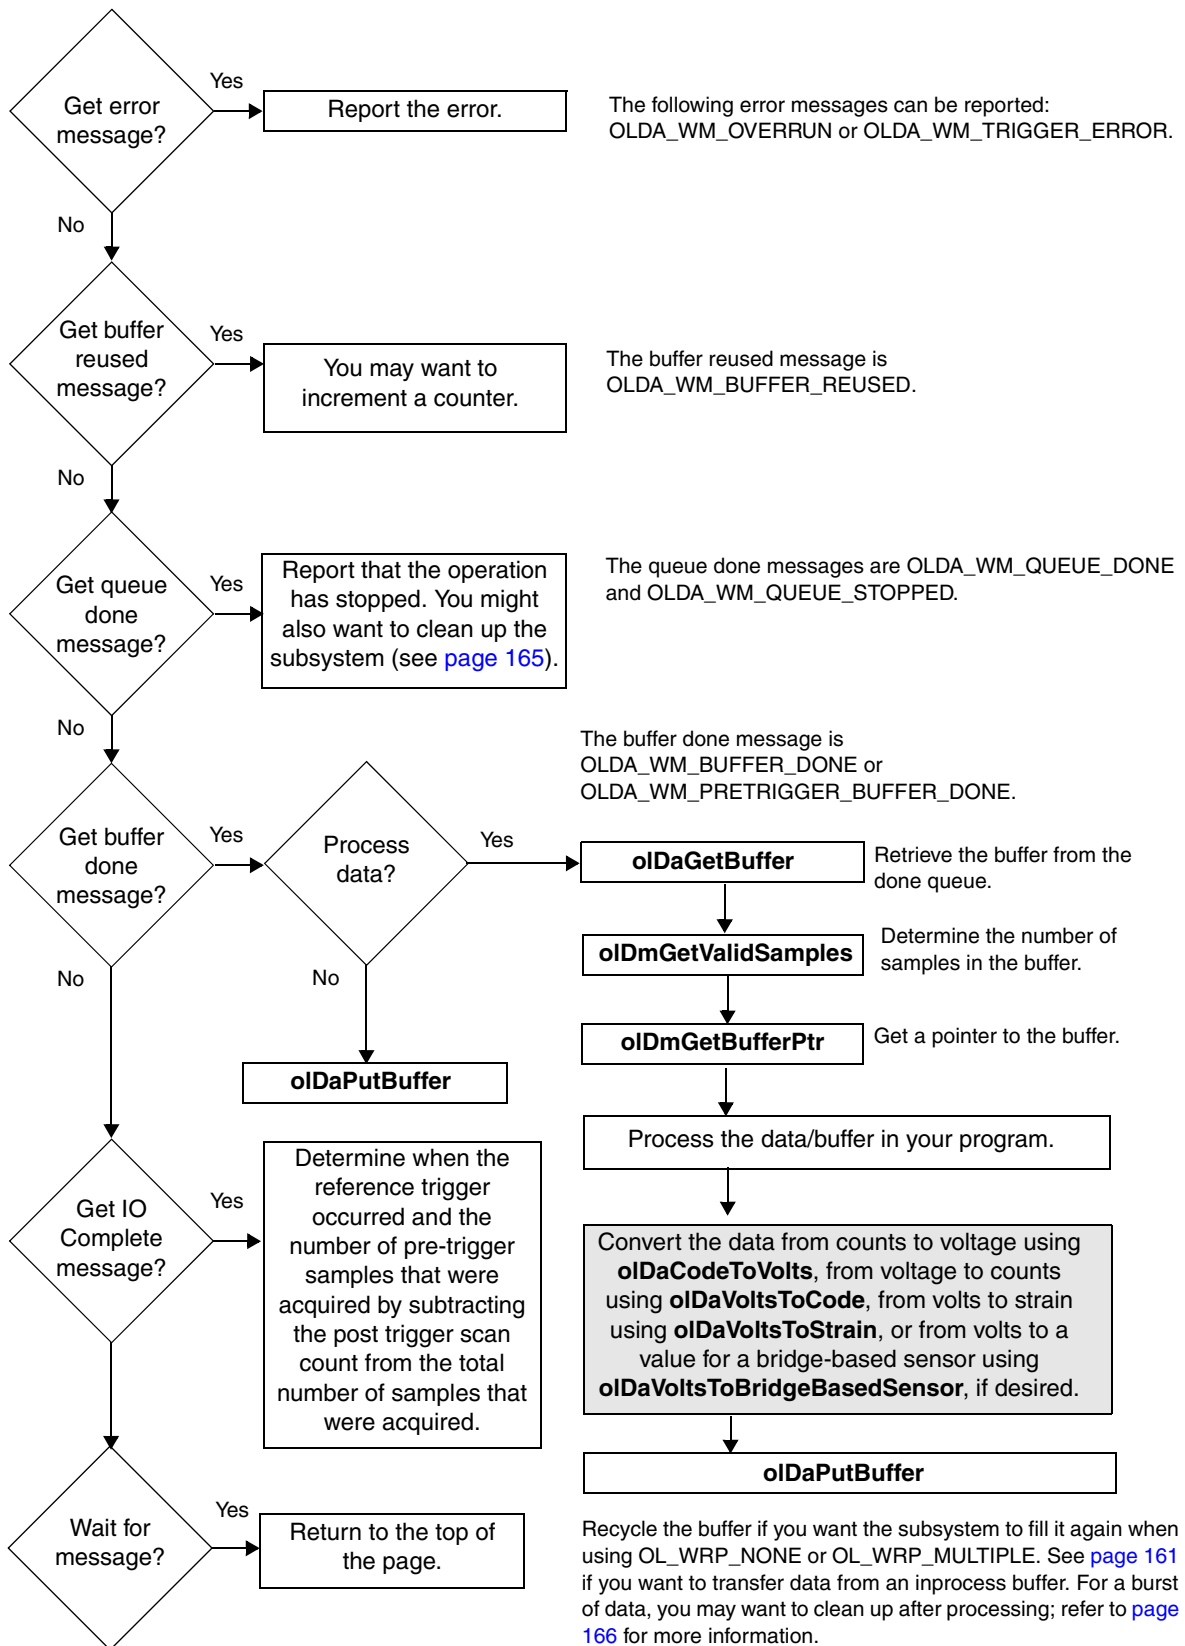 Get error
message?
Yes
Report the error.
The following error messages can be reported:
OLDA_WM_OVERRUN or OLDA_WM_TRIGGER_ERROR.
No
Get buffer
reused
message?
Yes
You may want to
increment a counter.
The buffer reused message is
OLDA_WM_BUFFER_REUSED.
No
Get queue
done
message?
Yes
Report that the operation
has stopped. You might
also want to clean up the
subsystem (see page 165).
The queue done messages are OLDA_WM_QUEUE_DONE
and OLDA_WM_QUEUE_STOPPED.
No
The buffer done message is
OLDA_WM_BUFFER_DONE or
OLDA_WM_PRETRIGGER_BUFFER_DONE.
Get buffer
done
message?
Yes
Process
data?
Yes
olDaGetBuffer
Retrieve the buffer from the
done queue.
olDmGetValidSamples
Determine the number of
samples in the buffer.
No
No
olDmGetBufferPtr
Get a pointer to the buffer.
olDaPutBuffer
Process the data/buffer in your program.
Get IO
Complete
message?
Yes
Determine when the
reference trigger
occurred and the
number of pre-trigger
samples that were
acquired by subtracting
the post trigger scan
count from the total
number of samples that
were acquired.
Convert the data from counts to voltage using
olDaCodeToVolts, from voltage to counts
using olDaVoltsToCode, from volts to strain
using olDaVoltsToStrain, or from volts to a
value for a bridge-based sensor using
olDaVoltsToBridgeBasedSensor, if desired.
olDaPutBuffer
Wait for
message?
Yes
Return to the top of
the page.
Recycle the buffer if you want the subsystem to fill it again when
using OL_WRP_NONE or OL_WRP_MULTIPLE. See page 161
if you want to transfer data from an inprocess buffer. For a burst
of data, you may want to clean up after processing; refer to page
166 for more information.